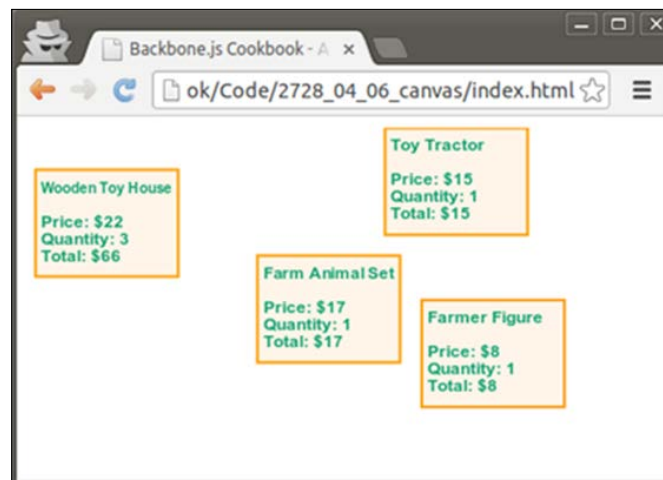 Backbone.js Cookbook - A
ok/Code/2728_04_06_canvas/index.html
Toy Tractor
Price: $15
Quantity: 1
Total: $15
Wooden Toy House
Price: $22
Quantity: 3
Total: $66
Farm Animal Set
Price: $17
Quantity: 1
Total: $17
Farmer Figure
Price: $8
Quantity: 1
Total: $8